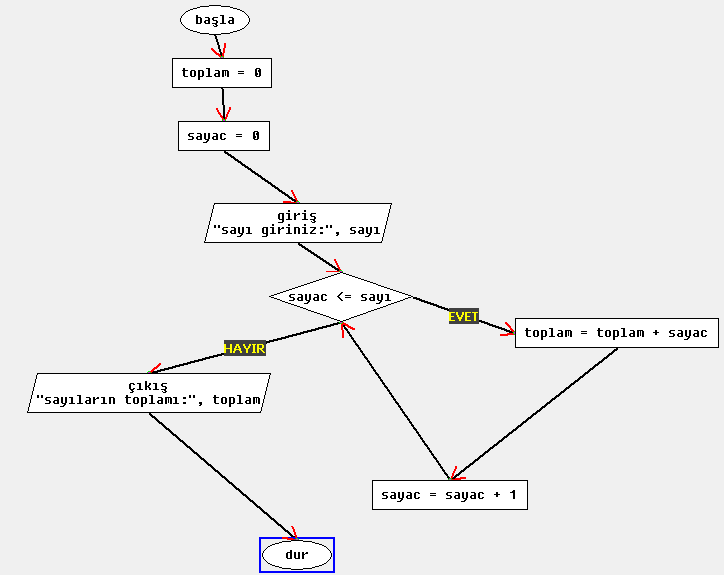 başla
toplam = 0
sayac = 0
giriş
"sayı giriniz:", sayı
sayac <= sayı
EVET
toplam = toplam + sayac
HAYIR
çıkış
"sayıların toplamı:", toplam
sayac = sayac + 1
dur